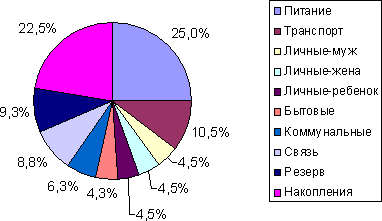 22,5%
25,0%
9,3%
10,5%
8,8%
4,5%
6,3%
4,5%
4,3%
4,5%
Питание
Транспорт
Личные-муж
Личные-жена
Личные-ребенок
Бытовые
Коммунальные
Связь
Резерв
Накопления